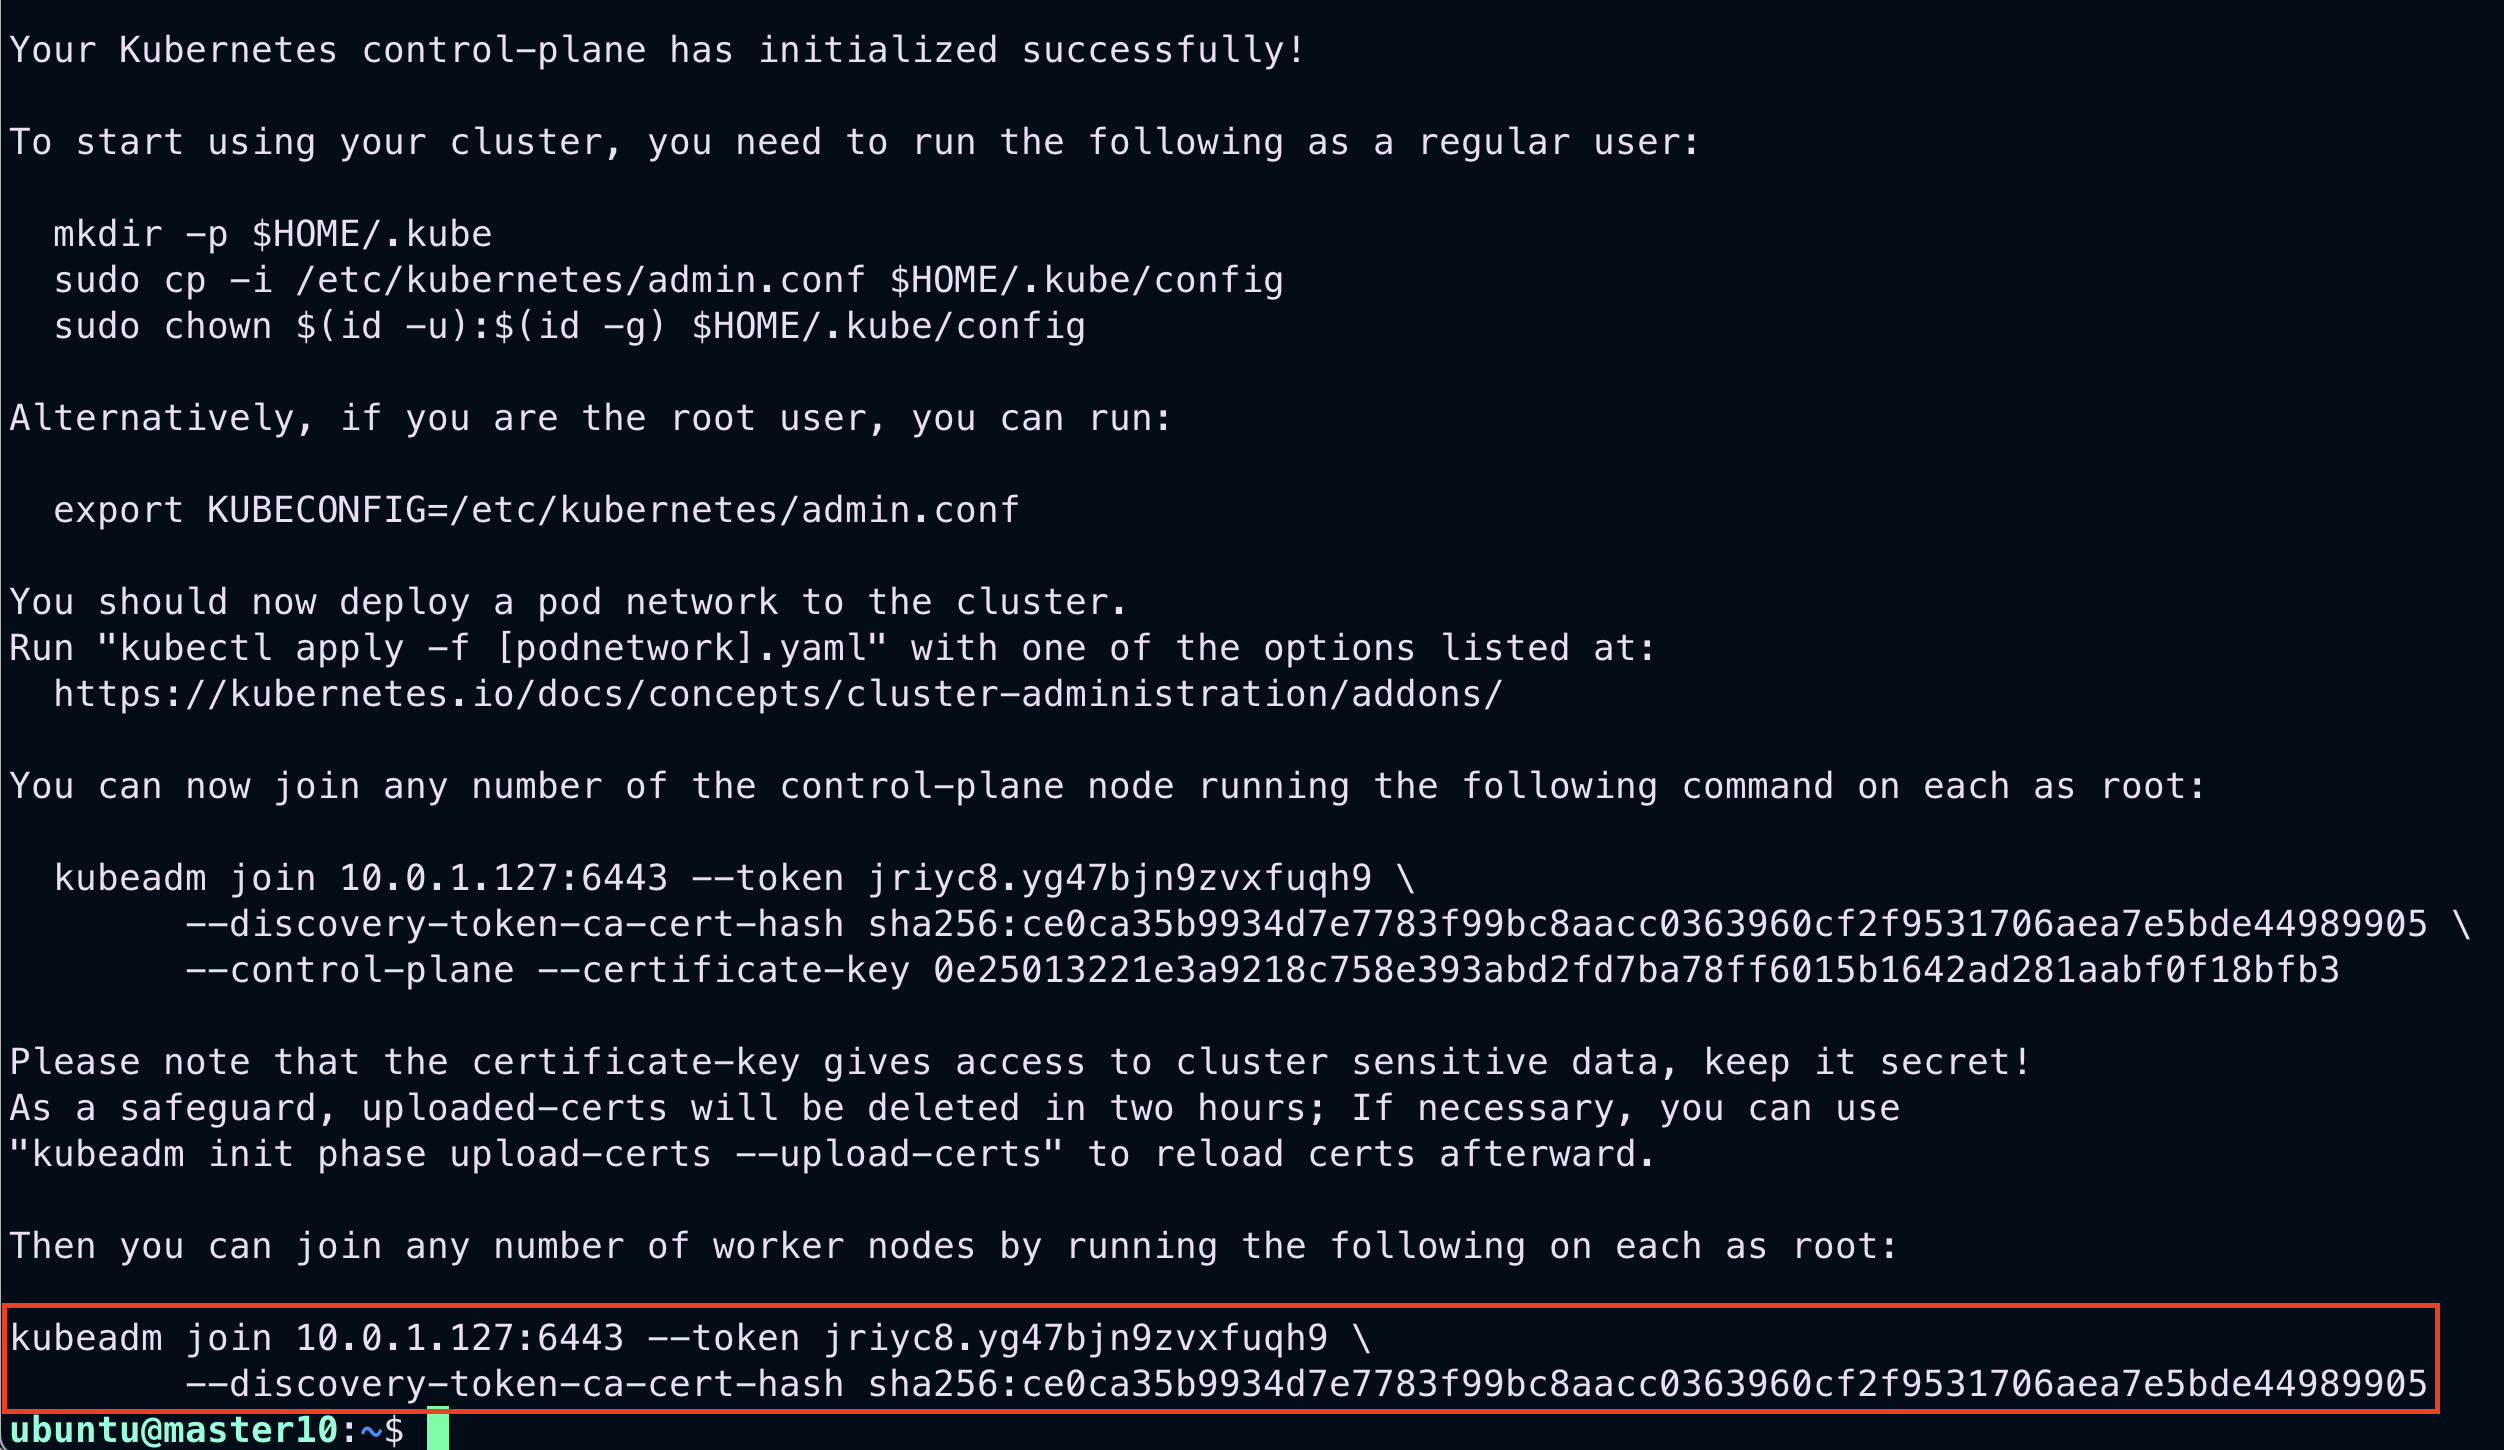 Your Kubernetes control-plane has initialized successfully!
To start using your cluster, you need to run the following as a regular user:
mkdir -p $HOME/.kube
sudo cp -i /etc/kubernetes/admin.conf $HOME/.kube/config
sudo chown $(id -u):$(id -g) $HOME/.kube/config
Alternatively, if you are the root user, you can run:
export KUBECONFIG=/etc/kubernetes/admin.conf
You should now deploy a pod network to the cluster.
Run "kubectl apply -f [podnetwork].yaml" with one of the options listed at:
https://kubernetes.io/docs/concepts/cluster-administration/addons/
You can now join any number of the control-plane node running the following command on each as root:
kubeadm join 10.0.1.127:6443 --token jriyc8.yg47bjn9zvxfuqh9 \
--discovery-token-ca-cert-hash sha256:ce0ca35b9934d7e7783f99bc8aacc0363960cf2f9531706aea7e5bde44989905 \
--control-plane --certificate-key 0e25013221e3a9218c758e393abd2fd7ba78ff6015b1642ad281aabf0f18bfb3
Please note that the certificate-key gives access to cluster sensitive data, keep it secret!
As a safeguard, uploaded-certs will be deleted in two hours; If necessary, you can use
"kubeadm init phase upload-certs --upload-certs" to reload certs afterward.
Then you can join any number of worker nodes by running the following on each as root:
kubeadm join 10.0.1.127:6443 --token jriyc8.yg47bjn9zvxfuqh9 \
--discovery-token-ca-cert-hash sha256:ce0ca35b9934d7e7783f99bc8aacc0363960cf2f9531706aea7e5bde44989905
ubuntu@master10:~$